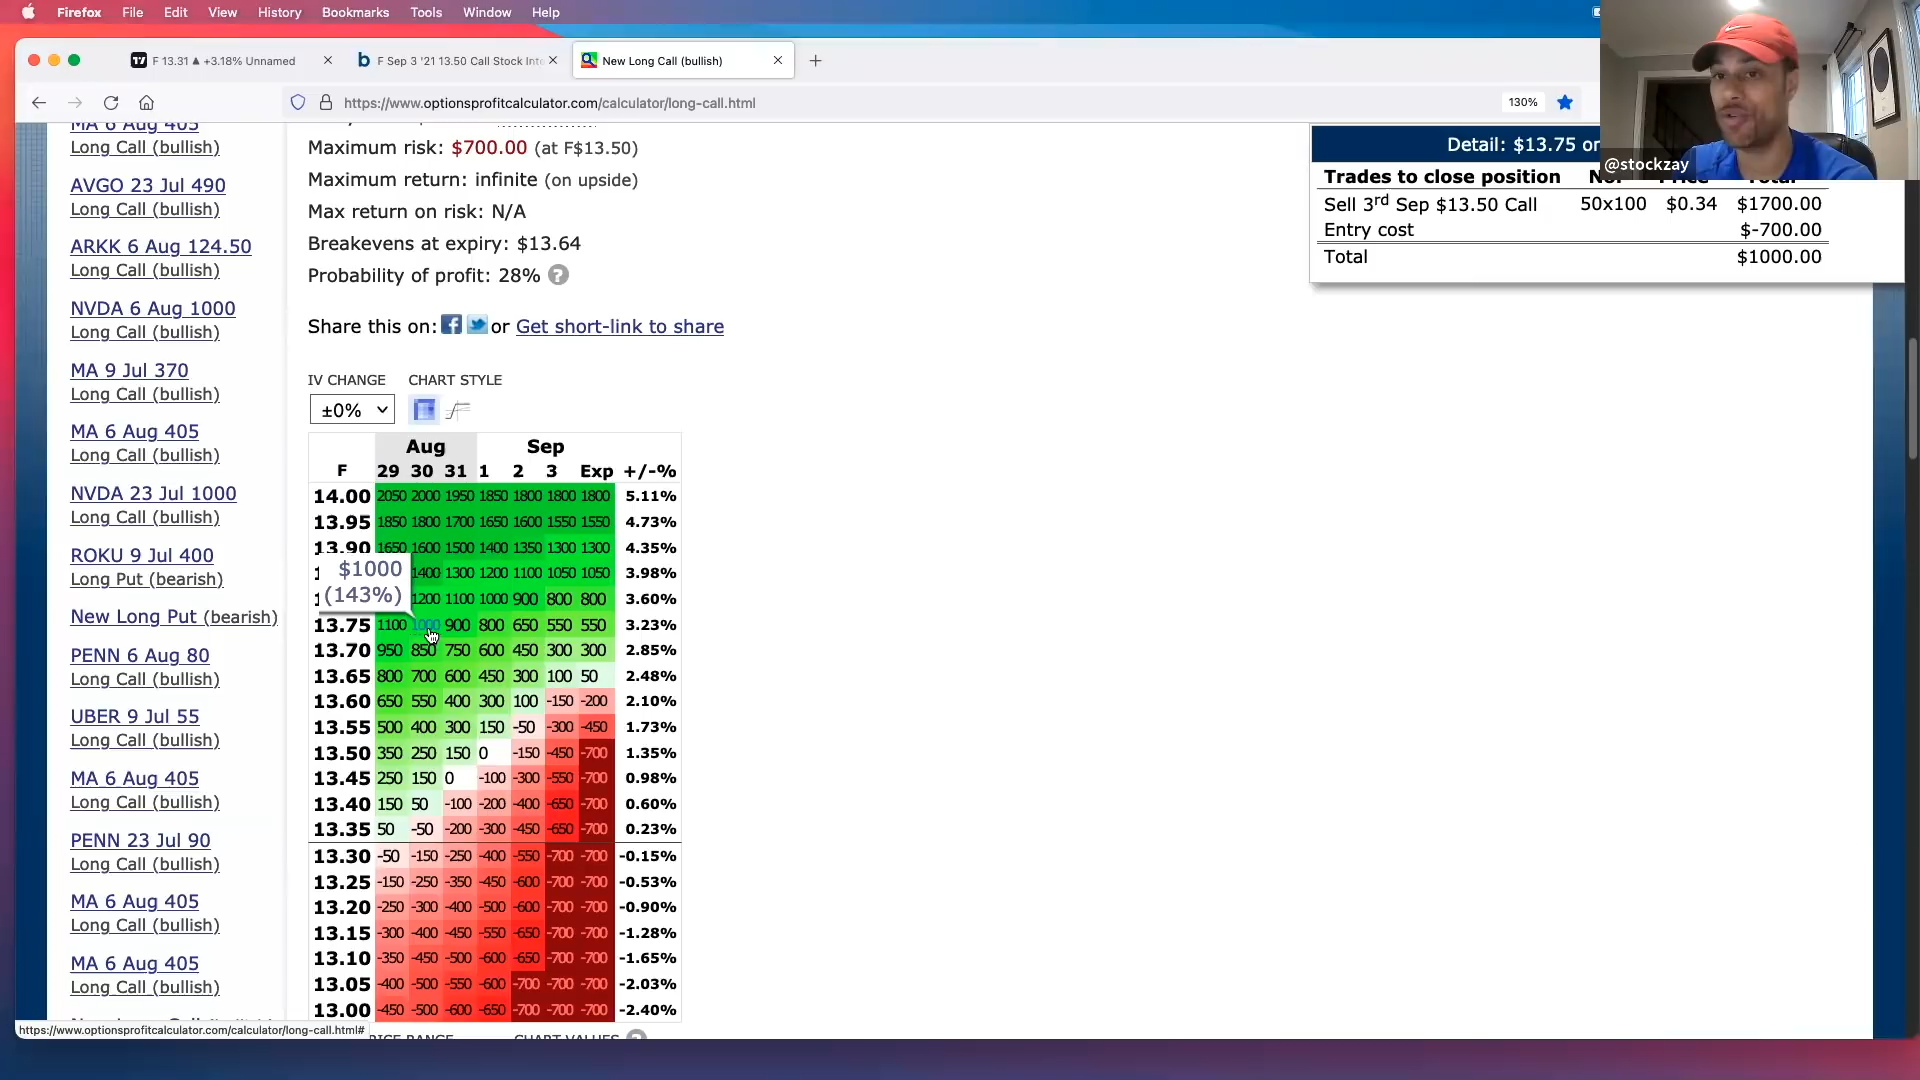 Firefox File Edit View History Bookmarks Tools Window Help
F 13.31 ▲ +3.18% Unnamed
F Sep 3 '21 13.50 Call Stock Inte
New Long Call (bullish)
https://www.optionsprofitcalculator.com/calculator/long-call.html
130%
@stockzay
MA 6 Aug 405
Long Call (bullish)
AVGO 23 Jul 490
Long Call (bullish)
ARKK 6 Aug 124.50
Long Call (bullish)
NVDA 6 Aug 1000
Long Call (bullish)
MA 9 Jul 370
Long Call (bullish)
MA 6 Aug 405
Long Call (bullish)
NVDA 23 Jul 1000
Long Call (bullish)
ROKU 9 Jul 400
Long Put (bearish)
New Long Put (bearish)
PENN 6 Aug 80
Long Call (bullish)
UBER 9 Jul 55
Long Call (bullish)
MA 6 Aug 405
Long Call (bullish)
PENN 23 Jul 90
Long Call (bullish)
MA 6 Aug 405
Long Call (bullish)
MA 6 Aug 405
Long Call (bullish)
https://www.optionsprofitcalculator.com/calculator/long-call.html#
Maximum risk: $700.00 (at F$13.50)
Maximum return: infinite (on upside)
Max return on risk: N/A
Breakevens at expiry: $13.64
Probability of profit: 28% ?
Share this on: or Get short-link to share
IV CHANGE CHART STYLE
±0%
Aug Sep
F 29 30 31 1 2 3 Exp +/-%
14.00 2050 2000 1950 1850 1800 1800 1800 5.11%
13.95 1850 1800 1700 1650 1600 1550 1550 4.73%
13.90 1650 1600 1500 1400 1350 1300 1300 4.35%
1400 1300 1200 1100 1050 1050 3.98%
1200 1100 1000 900 800 800 3.60%
$1000
(143%)
13.75 1100 1000 900 800 650 550 550 3.23%
13.70 950 850 750 600 450 300 300 2.85%
13.65 800 700 600 450 300 100 50 2.48%
13.60 650 550 400 300 100 -150 -200 2.10%
13.55 500 400 300 150 -50 -300 -450 1.73%
13.50 350 250 150 0 -150 -450 -700 1.35%
13.45 250 150 0 -100 -300 -550 -700 0.98%
13.40 150 50 -100 -200 -400 -650 -700 0.60%
13.35 50 -50 -200 -300 -450 -650 -700 0.23%
13.30 -50 -150 -250 -400 -550 -700 -700 -0.15%
13.25 -150 -250 -350 -450 -600 -700 -700 -0.53%
13.20 -250 -300 -400 -500 -600 -700 -700 -0.90%
13.15 -300 -400 -450 -550 -650 -700 -700 -1.28%
13.10 -350 -450 -500 -600 -650 -700 -700 -1.65%
13.05 -400 -500 -550 -600 -700 -700 -700 -2.03%
13.00 -450 -500 -600 -650 -700 -700 -700 -2.40%
Detail: $13.75
Trades to close position
Sell 3rd Sep $13.50 Call 50x100 $0.34 $1700.00
Entry cost $-700.00
Total $1000.00